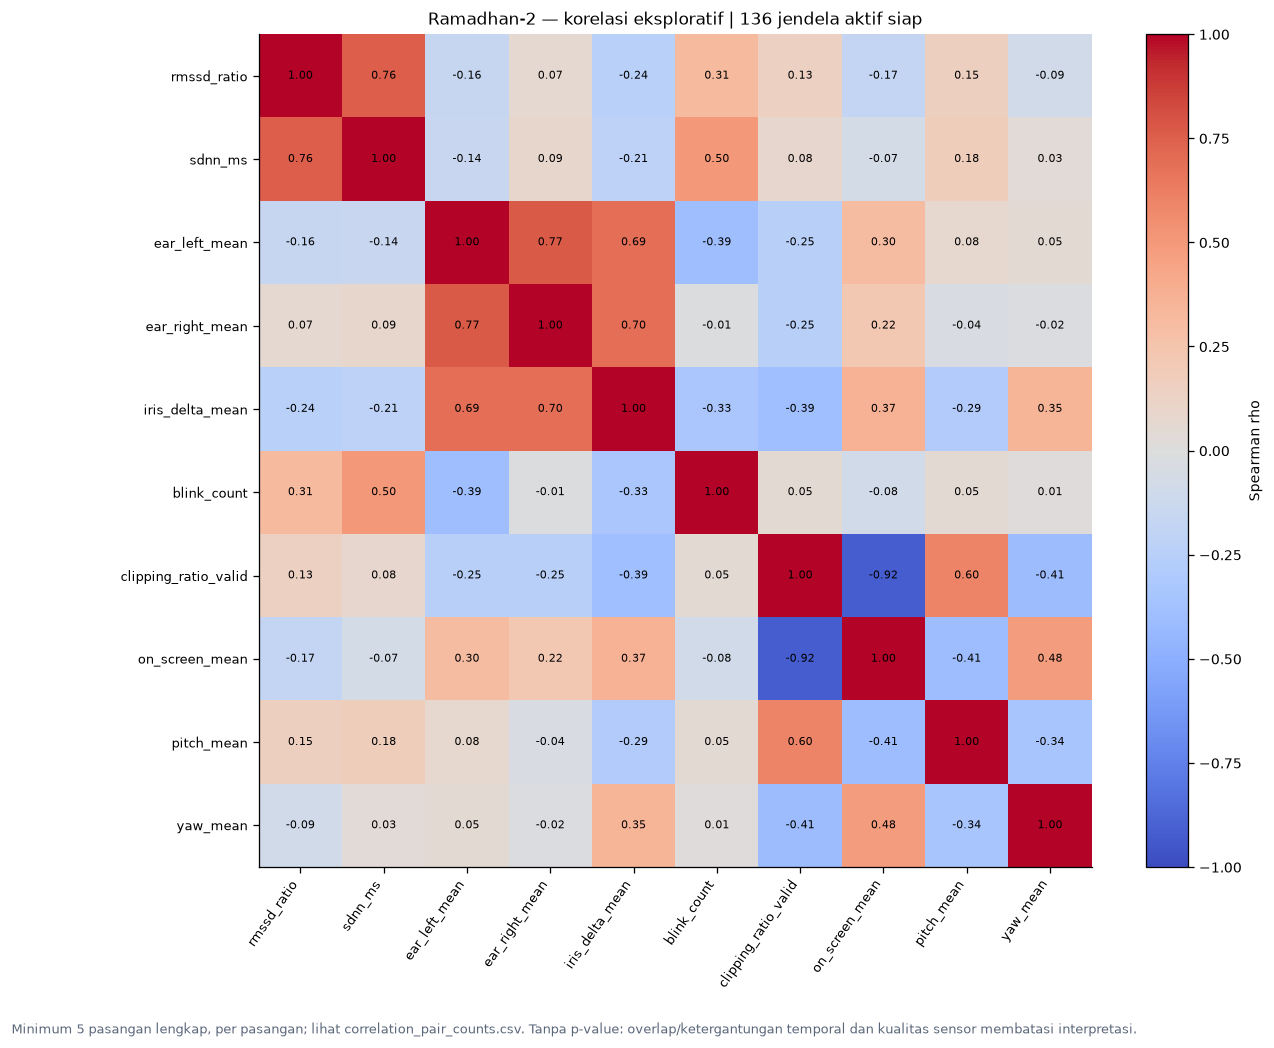 Ramadhan-2 — korelasi eksploratif | 136 jendela aktif siap
rmssd_ratio 1.00 0.76 -0.16 0.07 -0.24 0.31 0.13 -0.17 0.15 -0.09
sdnn_ms 0.76 1.00 -0.14 0.09 -0.21 0.50 0.08 -0.07 0.18 0.03
ear_left_mean -0.16 -0.14 1.00 0.77 0.69 -0.39 -0.25 0.30 0.08 0.05
ear_right_mean 0.07 0.09 0.77 1.00 0.70 -0.01 -0.25 0.22 -0.04 -0.02
iris_delta_mean -0.24 -0.21 0.69 0.70 1.00 -0.33 -0.39 0.37 -0.29 0.35
blink_count 0.31 0.50 -0.39 -0.01 -0.33 1.00 0.05 -0.08 0.05 0.01
clipping_ratio_valid 0.13 0.08 -0.25 -0.25 -0.39 0.05 1.00 -0.92 0.60 -0.41
on_screen_mean -0.17 -0.07 0.30 0.22 0.37 -0.08 -0.92 1.00 -0.41 0.48
pitch_mean 0.15 0.18 0.08 -0.04 -0.29 0.05 0.60 -0.41 1.00 -0.34
yaw_mean -0.09 0.03 0.05 -0.02 0.35 0.01 -0.41 0.48 -0.34 1.00
rmssd_ratio sdnn_ms ear_left_mean ear_right_mean iris_delta_mean blink_count clipping_ratio_valid on_screen_mean pitch_mean yaw_mean
1.00
0.75
0.50
0.25
0.00
−0.25
−0.50
−0.75
−1.00
Spearman rho
Minimum 5 pasangan lengkap, per pasangan; lihat correlation_pair_counts.csv. Tanpa p-value: overlap/ketergantungan temporal dan kualitas sensor membatasi interpretasi.